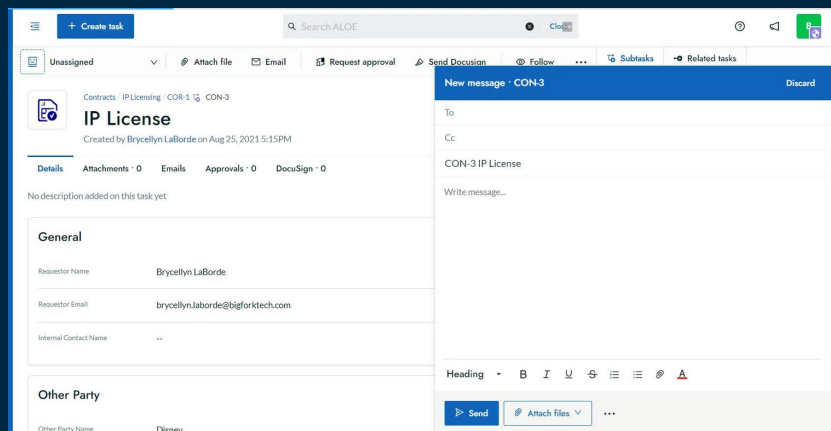 + Create task
Search ALOE
Unassigned
Attach file
Email
Request approval
Send Docusign
Follow
...
Subtasks
Related tasks
Contracts / IP Licensing / COR-1 CON-3
IP License
Created by Brycellyn LaBorde on Aug 25, 2021 5:15PM
Details
Attachments · 0
Emails
Approvals · 0
DocuSign · 0
No description added on this task yet
General
Requestor Name
Brycellyn LaBorde
Requestor Email
brycellyn.laborde@bigforktech.com
Internal Contact Name
--
Other Party
Other Party Name
Disney
New message · CON-3
Discard
To
Cc
CON-3 IP License
Write message...
Heading
B I U S A
Send
Attach files
...